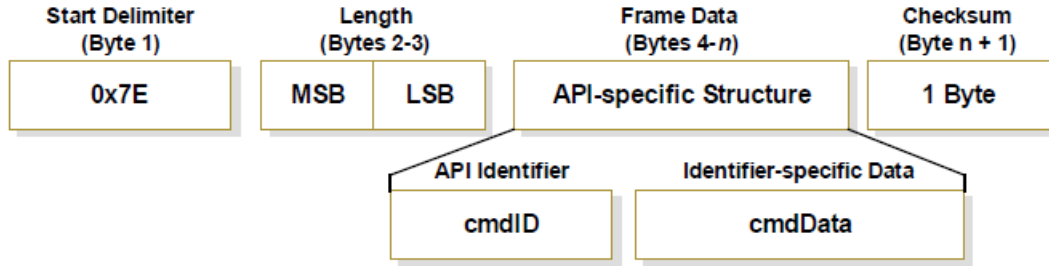 Start Delimiter
(Byte 1)
Length
(Bytes 2-3)
Frame Data
(Bytes 4-n)
Checksum
(Byte n + 1)
0x7E
MSB
LSB
API-specific Structure
1 Byte
API Identifier
Identifier-specific Data
cmdID
cmdData